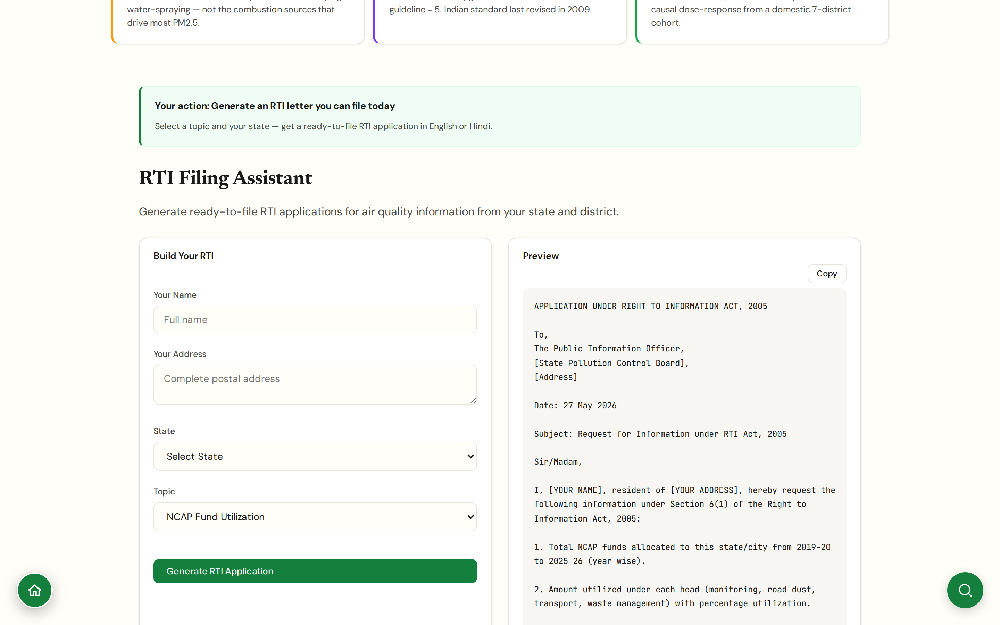 water-spraying — not the combustion sources that
drive most PM2.5.
guideline = 5. Indian standard last revised in 2009.
causal dose-response from a domestic 7-district
cohort.
Your action: Generate an RTI letter you can file today
Select a topic and your state — get a ready-to-file RTI application in English or Hindi.
RTI Filing Assistant
Generate ready-to-file RTI applications for air quality information from your state and district.
Build Your RTI
Your Name
Full name
Your Address
Complete postal address
State
Select State
Topic
NCAP Fund Utilization
Generate RTI Application
Preview
Copy
APPLICATION UNDER RIGHT TO INFORMATION ACT, 2005
To,
The Public Information Officer,
[State Pollution Control Board],
[Address]
Date: 27 May 2026
Subject: Request for Information under RTI Act, 2005
Sir/Madam,
I, [YOUR NAME], resident of [YOUR ADDRESS], hereby request the
following information under Section 6(1) of the Right to
Information Act, 2005:
1. Total NCAP funds allocated to this state/city from 2019-20
to 2025-26 (year-wise).
2. Amount utilized under each head (monitoring, road dust,
transport, waste management) with percentage utilization.